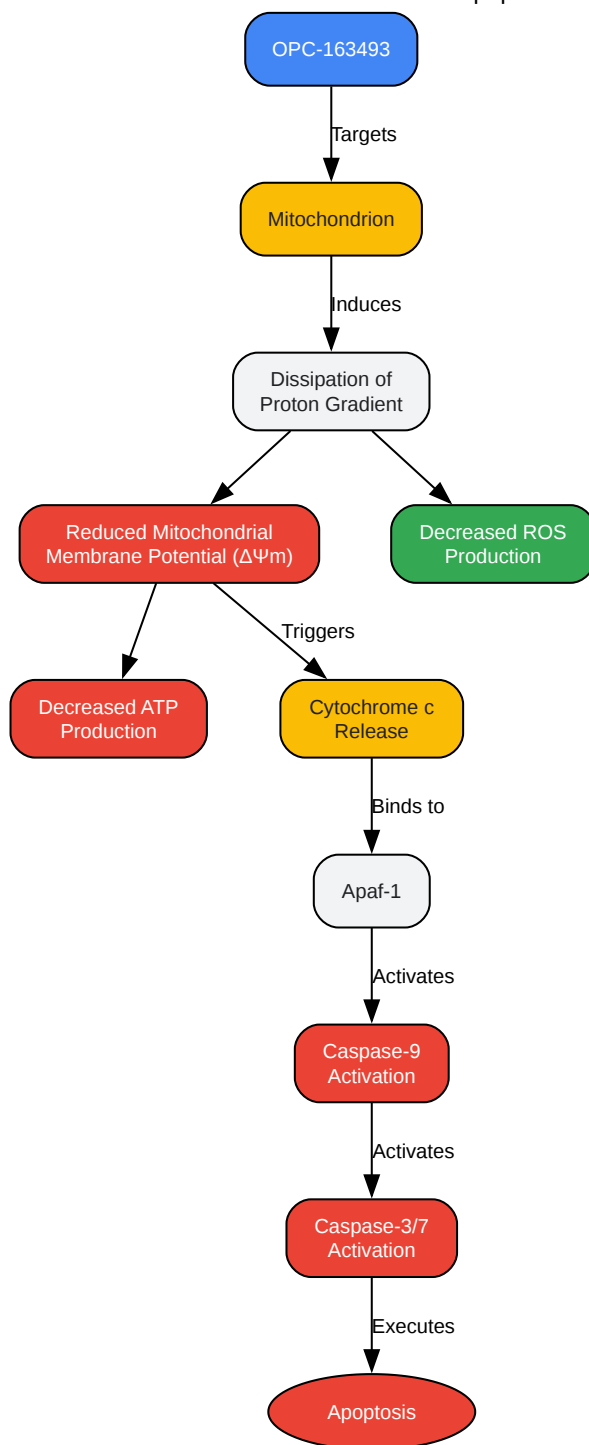 OPC-163493
Targets
Mitochondrion
Induces
Dissipation of
Proton Gradient
Reduced Mitochondrial
Membrane Potential (ΔΨm)
Decreased ROS
Production
Triggers
Decreased ATP
Production
Cytochrome c
Release
Binds to
Apaf-1
Activates
Caspase-9
Activation
Activates
Caspase-3/7
Activation
Executes
Apoptosis